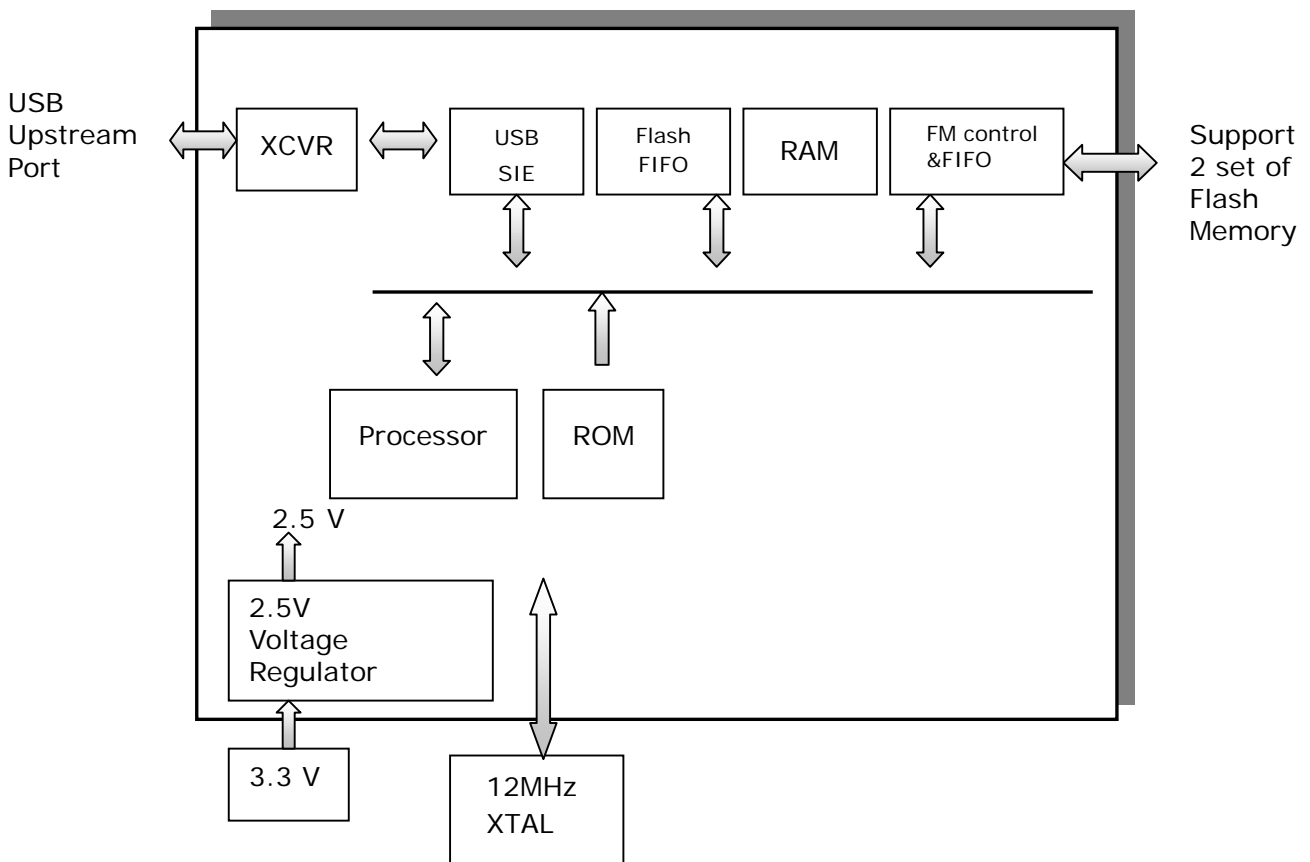 USB
Upstream
Port
XCVR
USB
SIE
Flash
FIFO
RAM
FM control
&FIFO
Support
2 set of
Flash
Memory
Processor
ROM
2.5 V
2.5V
Voltage
Regulator
3.3 V
12MHz
XTAL